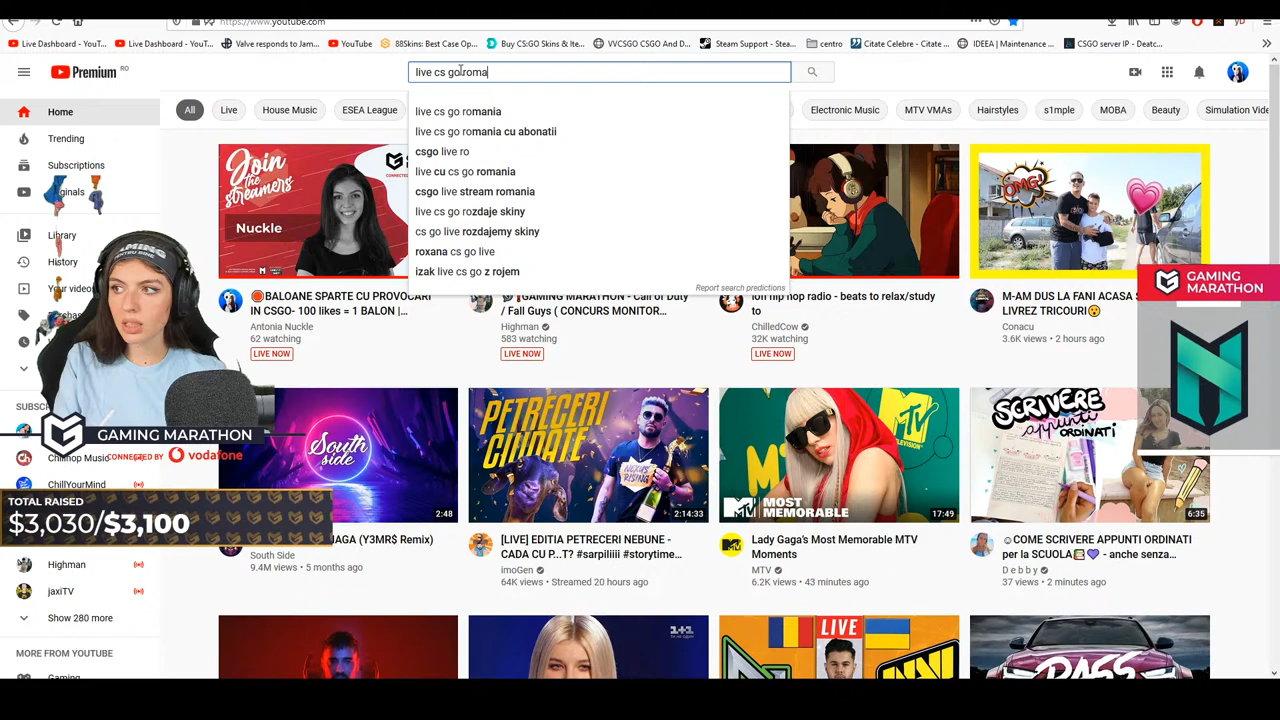 https://www.youtube.com
Live Dashboard - YouT...
Live Dashboard - YouT...
Valve responds to Jam...
YouTube
88Skins: Best Case Op...
Buy CS:GO Skins & Ite...
VVCSGO CSGO And D...
Steam Support - Stea...
centro
Citate Celebre - Citate ...
IDEEA | Maintenance ...
CSGO server IP - Deatc...
Premium RO
live cs go roma
All
Live
House Music
ESEA League
Electronic Music
MTV VMAs
Hairstyles
s1mple
MOBA
Beauty
Simulation Vide
live cs go romania
live cs go romania cu abonatii
csgo live ro
live cu cs go romania
csgo live stream romania
live cs go rozdaje skiny
cs go live rozdajemy skiny
roxana cs go live
izak live cs go z rojem
Report search predictions
Home
Trending
Subscriptions
Library
History
Your videos
Join the streamers
Nuckle
OMG!
BALOANE SPARTE CU PROVOCARI
IN CSGO- 100 likes = 1 BALON |...
Antonia Nuckle
62 watching
LIVE NOW
GAMING MARATHON - Call of Duty
/ Fall Guys ( CONCURS MONITOR...
Highman
583 watching
LIVE NOW
lofi hip hop radio - beats to relax/study
to
ChilledCow
32K watching
LIVE NOW
M-AM DUS LA FANI ACASA S
LIVREZ TRICOURI
Conacu
3.6K views • 2 hours ago
GAMING
MARATHON
GAMING
GAMING MARATHON
CONNECTED BY vodafone
TOTAL RAISED
$3,030/$3,100
Chillhop Music
ChillYourMind
Highman
jaxiTV
Show 280 more
MORE FROM YOUTUBE
Gaming
South side
2:48
PETRECERI CIUDATE
NEXUS RISING
2:14:33
MTV TELEVISION
MTV MOST MEMORABLE
17:49
SCRIVERE appunti ORDINATI
6:35
(Y3MR$ Remix)
South Side
9.4M views • 5 months ago
[LIVE] EDITIA PETRECERI NEBUNE -
CADA CU P...T? #sarpiliiiii #storytime...
imoGen
64K views • Streamed 20 hours ago
Lady Gaga's Most Memorable MTV
Moments
MTV
6.2K views • 43 minutes ago
COME SCRIVERE APPUNTI ORDINATI
per la SCUOLA - anche senza...
D e b b y
37 views • 2 minutes ago
1+1
LIVE